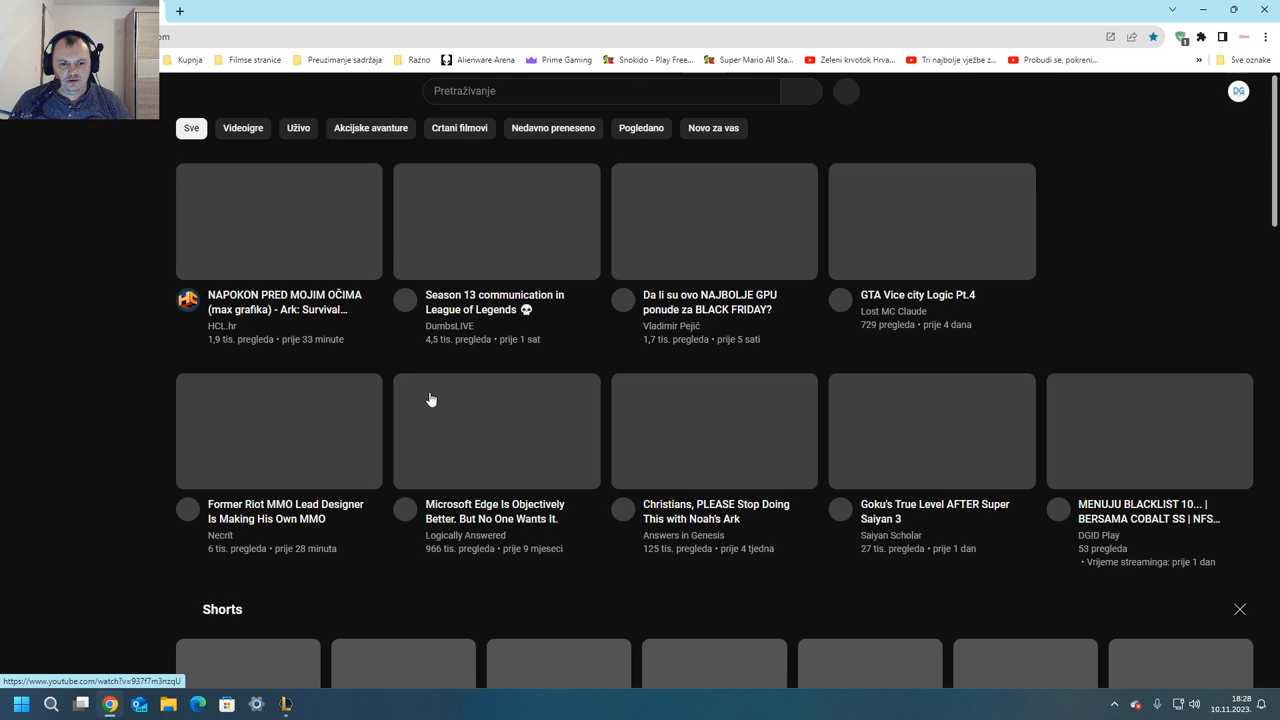 om
Kupnja
Filmse stranice
Preuzimanje sadržaja
Razno
Alienware Arena
Prime Gaming
Snokido - Play Free...
Super Mario All Sta...
Zeleni krvotok Hrva...
Tri najbolje vježbe z...
Probudi se, pokreni...
»
Sve oznake
Pretraživanje
DG
Sve
Videoigre
Uživo
Akcijske avanture
Crtani filmovi
Nedavno preneseno
Pogledano
Novo za vas
NAPOKON PRED MOJIM OČIMA
(max grafika) - Ark: Survival...
HCL.hr
1,9 tis. pregleda • prije 33 minute
Season 13 communication in
League of Legends 💀
DumbsLIVE
4,5 tis. pregleda • prije 1 sat
Da li su ovo NAJBOLJE GPU
ponude za BLACK FRIDAY?
Vladimir Pejić
1,7 tis. pregleda • prije 5 sati
GTA Vice city Logic Pt.4
Lost MC Claude
729 pregleda • prije 4 dana
Former Riot MMO Lead Designer
Is Making His Own MMO
Necrit
6 tis. pregleda • prije 28 minuta
Microsoft Edge Is Objectively
Better. But No One Wants It.
Logically Answered
966 tis. pregleda • prije 9 mjeseci
Christians, PLEASE Stop Doing
This with Noah's Ark
Answers in Genesis
125 tis. pregleda • prije 4 tjedna
Goku's True Level AFTER Super
Saiyan 3
Saiyan Scholar
27 tis. pregleda • prije 1 dan
MENUJU BLACKLIST 10... |
BERSAMA COBALT SS | NFS...
DGID Play
53 pregleda
• Vrijeme streaminga: prije 1 dan
Shorts
https://www.youtube.com/watch?v=937f7m3nzqU
18:28
10.11.2023.